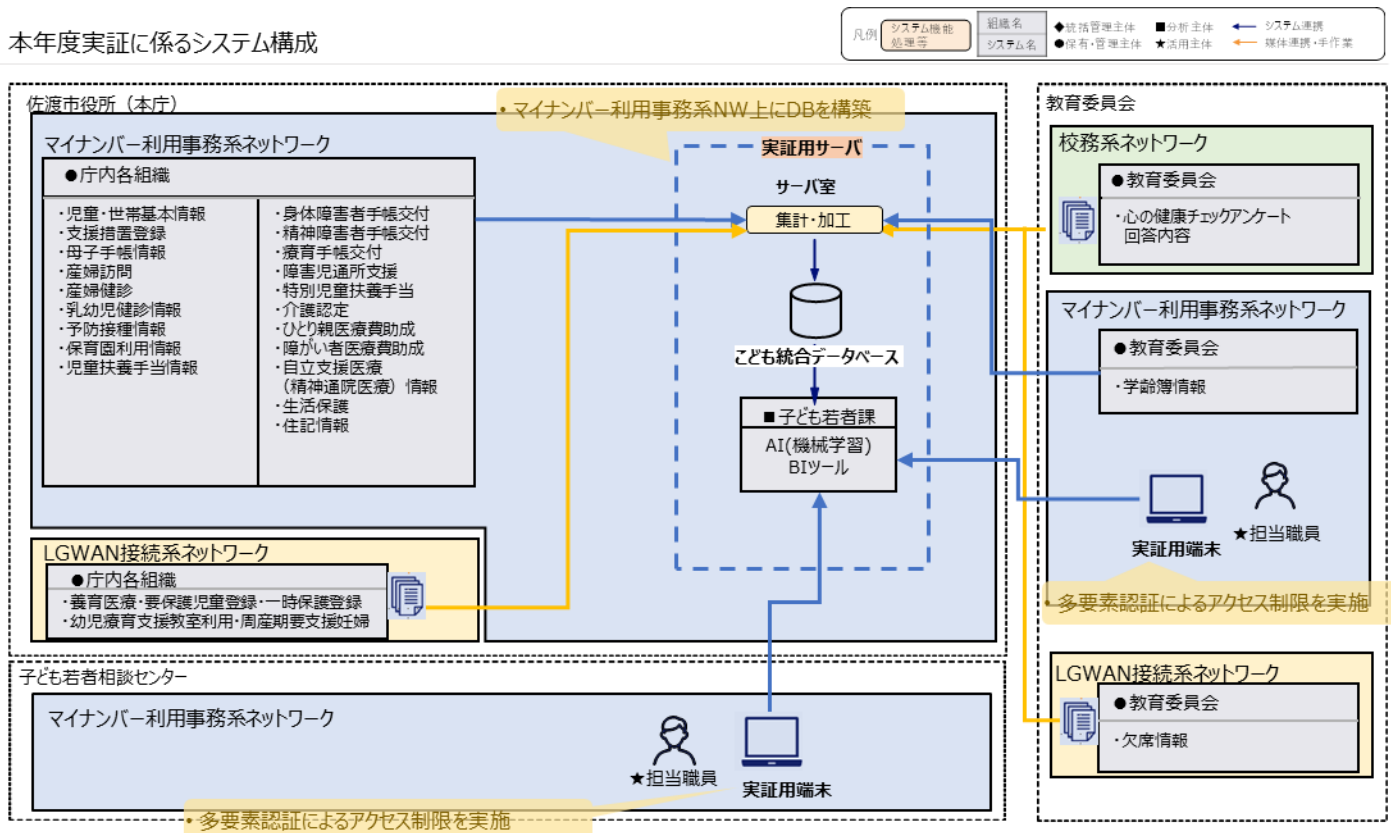 本年度実証に係るシステム構成
凡例
システム機能
処理等
組織名
システム名
◆統括管理主体
■分析主体
システム連携
●保有・管理主体
★活用主体
媒体連携・手作業
佐渡市役所（本庁）
・マイナンバー利用事務系NW上にDBを構築
マイナンバー利用事務系ネットワーク
●庁内各組織
・児童・世帯基本情報
・支援措置登録
・母子手帳情報
・産婦訪問
・産婦健診
・乳幼児健診情報
・予防接種情報
・保育園利用情報
・児童扶養手当情報
・身体障害者手帳交付
・精神障害者手帳交付
・療育手帳交付
・障害児通所支援
・特別児童扶養手当
・介護認定
・ひとり親医療費助成
・障がい者医療費助成
・自立支援医療
（精神通院医療）情報
・生活保護
・住記情報
実証用サーバ
サーバ室
集計・加工
こども統合データベース
■子ども若者課
AI(機械学習)
BIツール
LGWAN接続系ネットワーク
●庁内各組織
・養育医療・要保護児童登録・一時保護登録
・幼児療育支援教室利用・周産期要支援妊婦
子ども若者相談センター
マイナンバー利用事務系ネットワーク
★担当職員
実証用端末
・多要素認証によるアクセス制限を実施
教育委員会
校務系ネットワーク
●教育委員会
・心の健康チェックアンケート
回答内容
マイナンバー利用事務系ネットワーク
●教育委員会
・学齢簿情報
実証用端末
★担当職員
・多要素認証によるアクセス制限を実施
LGWAN接続系ネットワーク
●教育委員会
・欠席情報